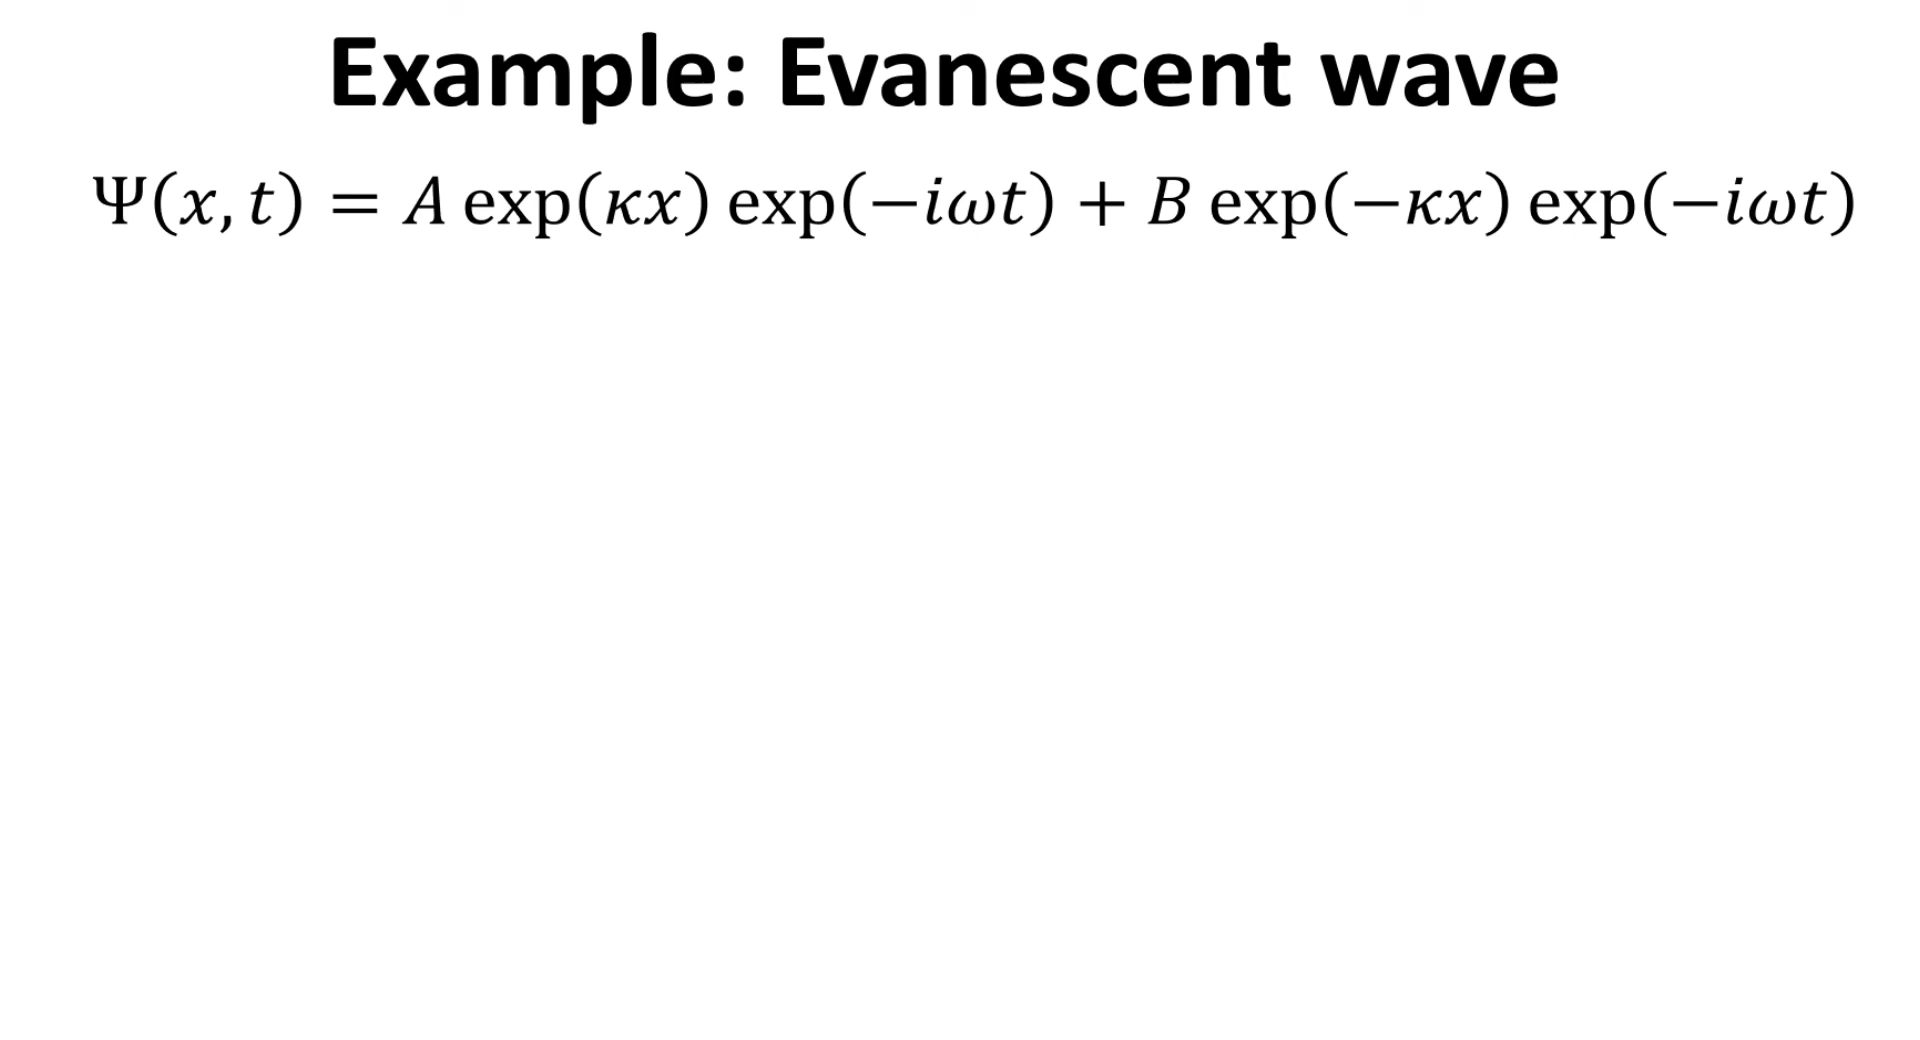 Example: Evanescent wave
Ψ(x, t) = A exp(κx) exp(−iωt) + B exp(−κx) exp(−iωt)